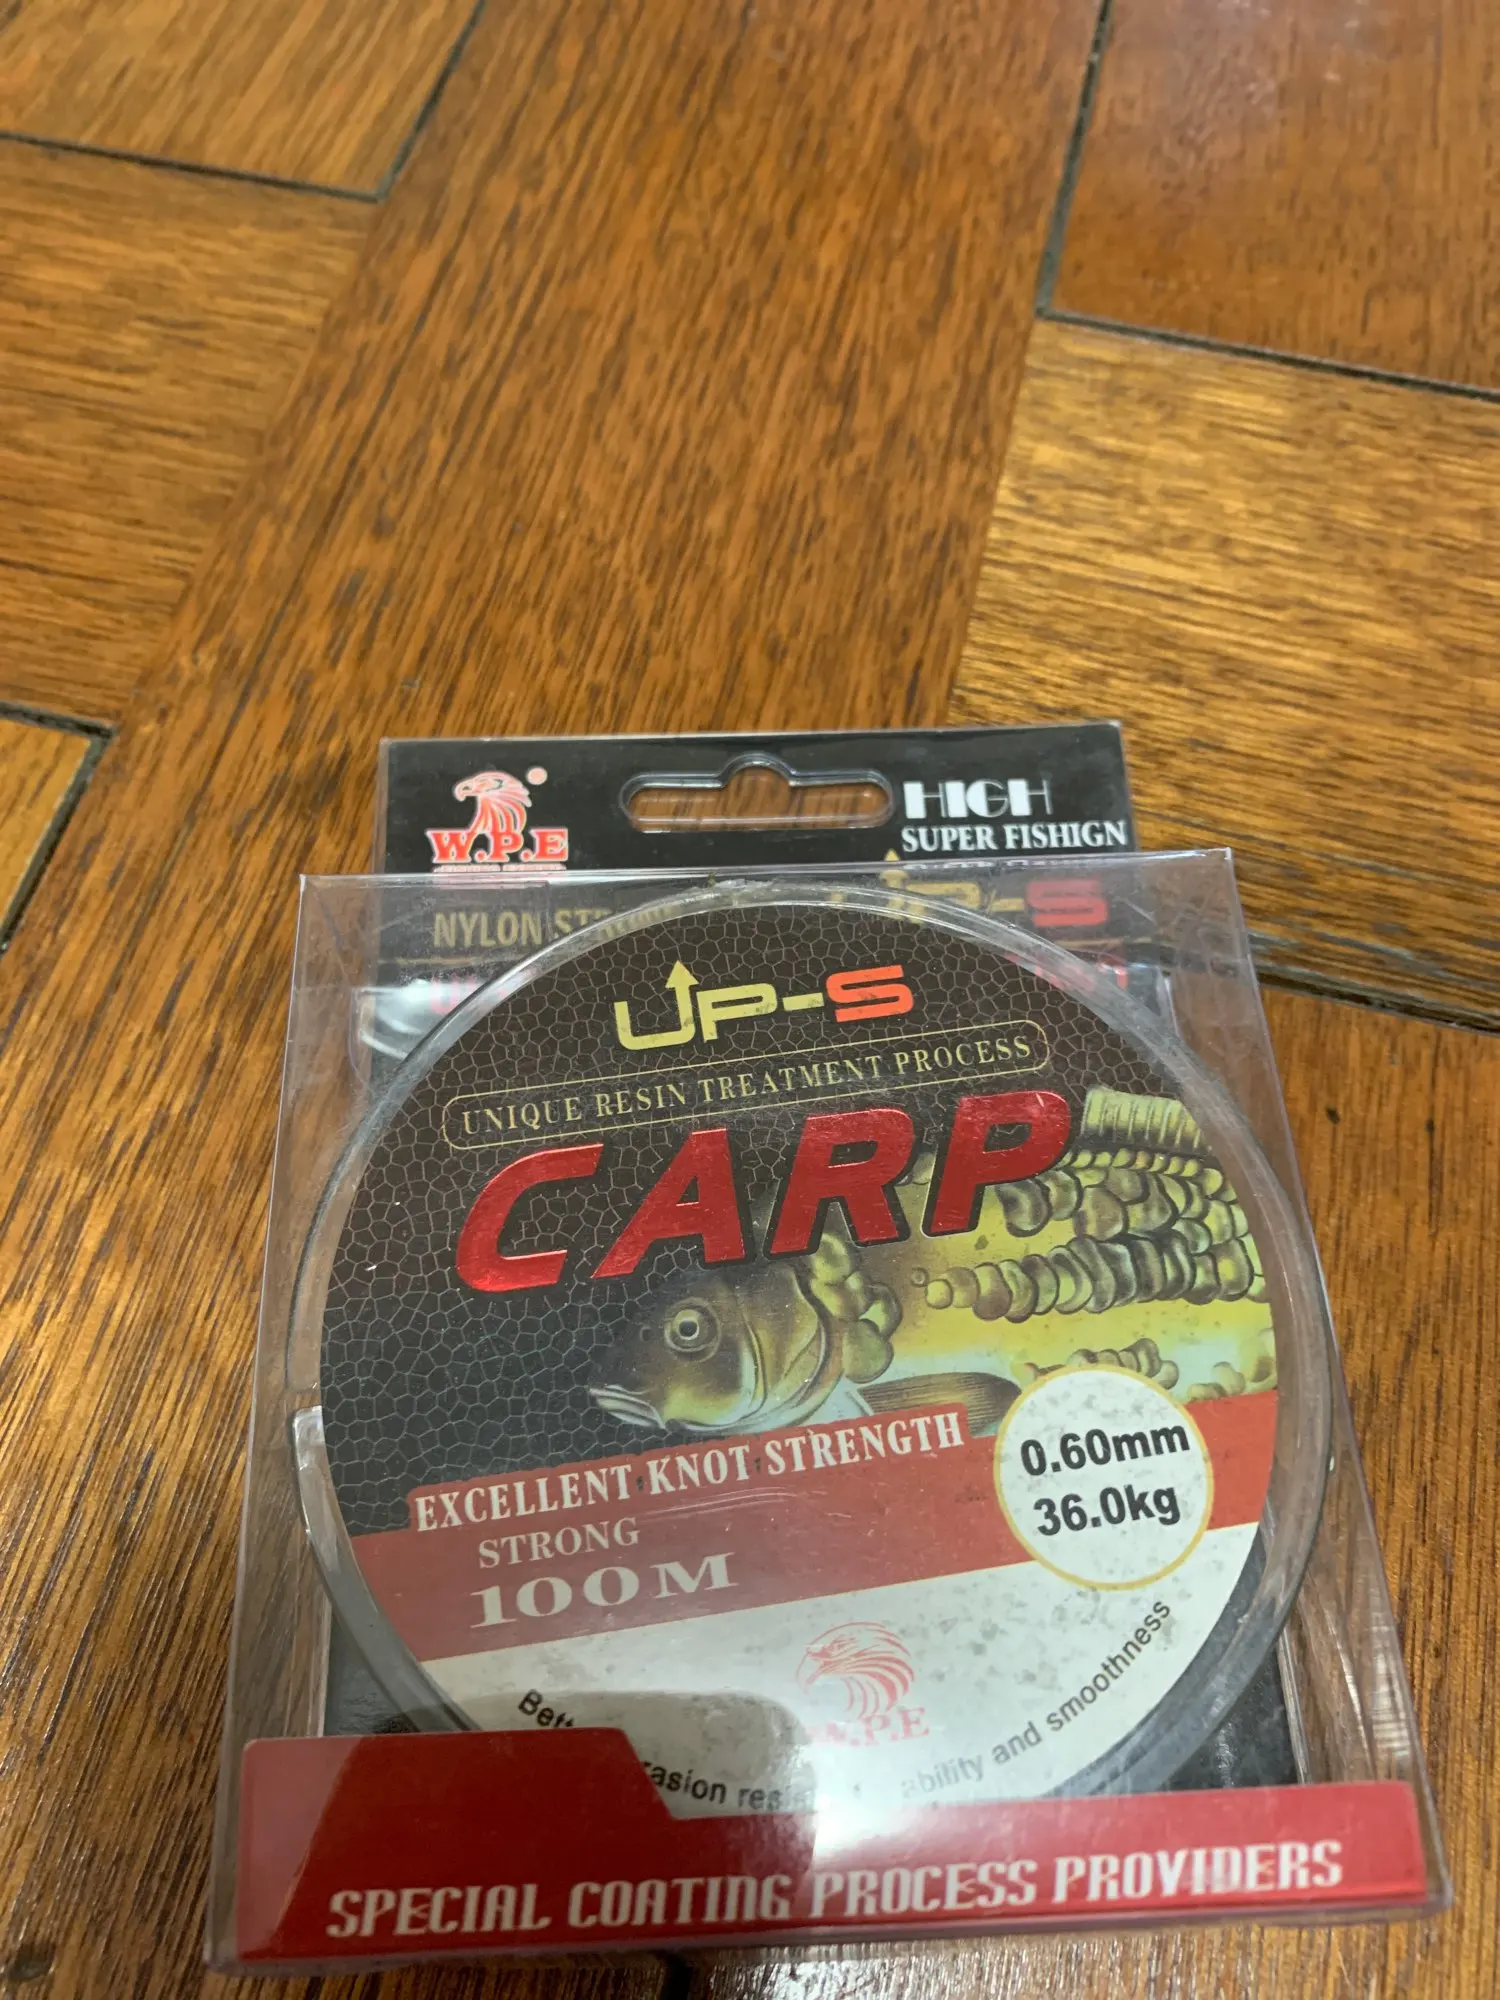 W.P.E
HIGH
SUPER FISHIGN
NYLON
UP-S
UP-S
UNIQUE RESIN TREATMENT PROCESS
CARP
0.60mm
36.0kg
EXCELLENT KNOT STRENGTH
STRONG
100M
W.P.E
and smoothness
SPECIAL COATING PROCESS PROVIDERS